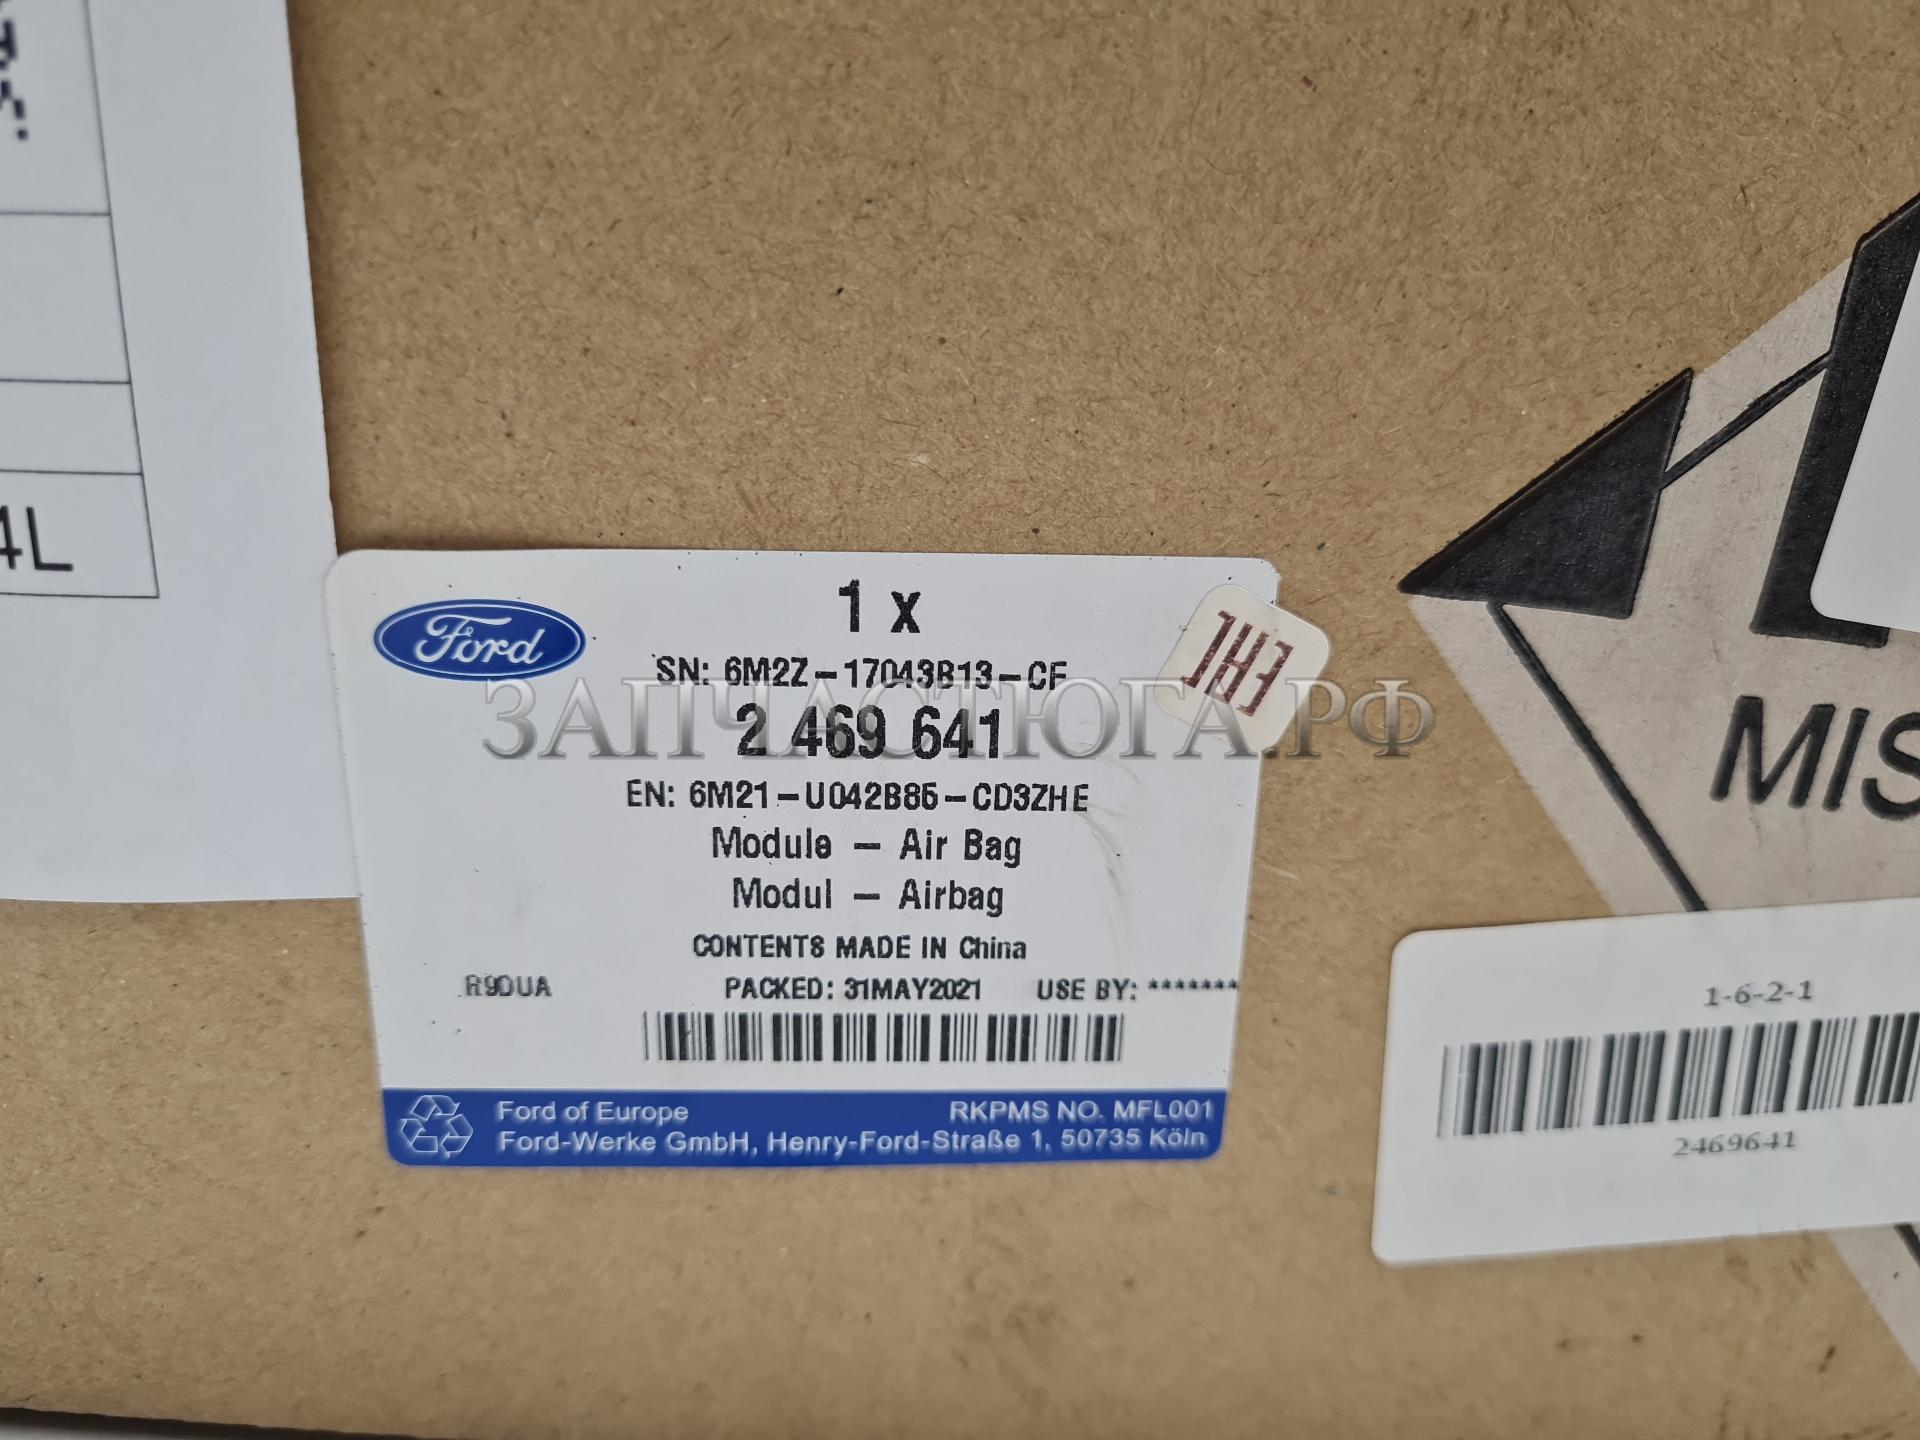 4L
Ford
1 x
SN: 6M2Z-17043B13-CF
2 469 641
EN: 6M21-U042B85-CD3ZHE
Module - Air Bag
Modul - Airbag
CONTENTS MADE IN China
R9DUA PACKED: 31MAY2021 USE BY: *******
Ford of Europe RKPMS NO. MFL001
Ford-Werke GmbH, Henry-Ford-Straße 1, 50735 Köln
ЗАПЧАСТЮГА.РФ
MIS
1-6-2-1
2469641